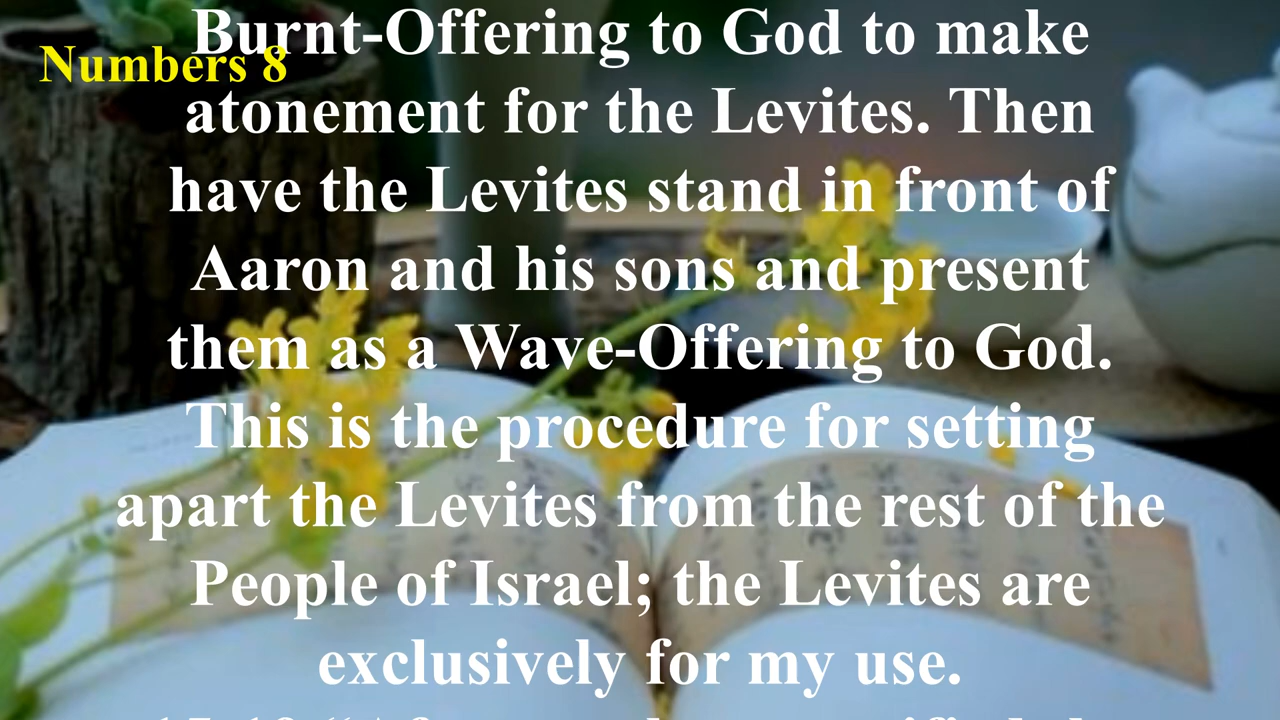 Numbers 8
Burnt-Offering to God to make
atonement for the Levites. Then
have the Levites stand in front of
Aaron and his sons and present
them as a Wave-Offering to God.
This is the procedure for setting
apart the Levites from the rest of the
People of Israel; the Levites are
exclusively for my use.